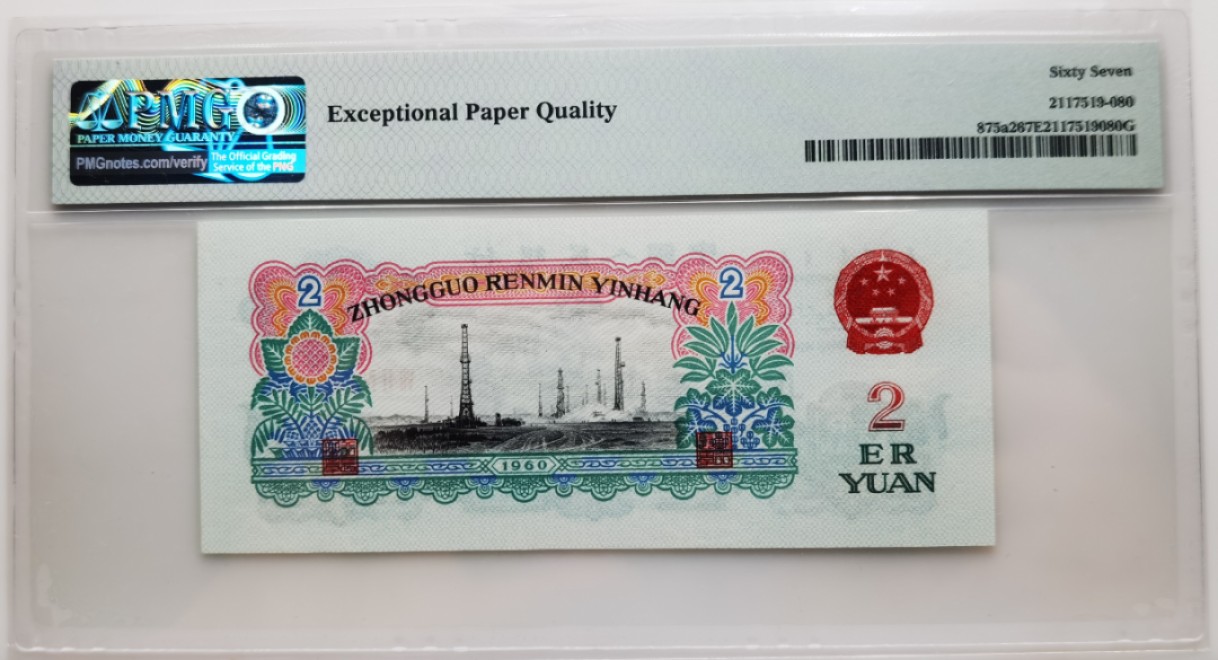 PMG
PAPER MONEY GUARANTY
PMGnotes.com/verify
The Official Grading
Service of the PNG
Exceptional Paper Quality
Sixty Seven
2117519-080
875a267E2117519080G
2
ZHONGGUO RENMIN YINHANG
2
1960
2
ER
YUAN